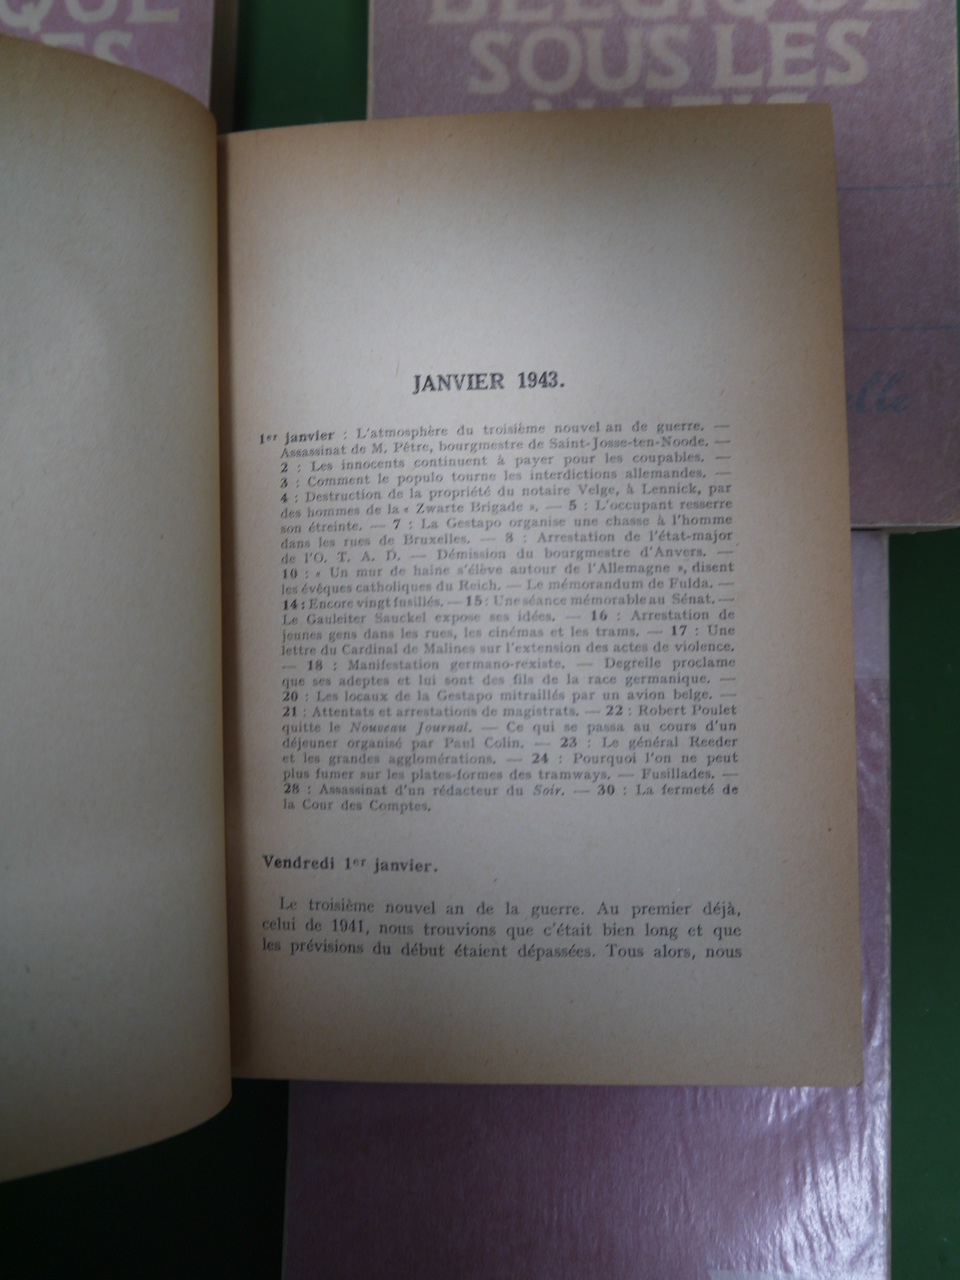 QUE
BELGIQUE
SOUS LES
JANVIER 1943.
1er janvier : L'atmosphère du troisième nouvel an de guerre. —
Assassinat de M. Pêtre, bourgmestre de Saint-Josse-ten-Noode. —
2 : Les innocents continuent à payer pour les coupables. —
3 : Comment le populo tourne les interdictions allemandes. —
4 : Destruction de la propriété du notaire Velge, à Lennick, par
des hommes de la « Zwarte Brigade ». — 5 : L'occupant resserre
son étreinte. — 7 : La Gestapo organise une chasse à l'homme
dans les rues de Bruxelles. — 8 : Arrestation de l'état-major
de l'O. T. A. D. — Démission du bourgmestre d'Anvers. —
10 : « Un mur de haine s'élève autour de l'Allemagne », disent
les évêques catholiques du Reich. — Le mémorandum de Fulda. —
14 : Encore vingt fusillés. — 15 : Une séance mémorable au Sénat. —
Le Gauleiter Sauckel expose ses idées. — 16 : Arrestation de
jeunes gens dans les rues, les cinémas et les trams. — 17 : Une
lettre du Cardinal de Malines sur l'extension des actes de violence.
— 18 : Manifestation germano-rexiste. — Degrelle proclame
que ses adeptes et lui sont des fils de la race germanique. —
20 : Les locaux de la Gestapo mitraillés par un avion belge. —
21 : Attentats et arrestations de magistrats. — 22 : Robert Poulet
quitte le Nouveau Journal. — Ce qui se passa au cours d'un
déjeuner organisé par Paul Colin. — 23 : Le général Reeder
et les grandes agglomérations. — 24 : Pourquoi l'on ne peut
plus fumer sur les plates-formes des tramways. — Fusillades. —
28 : Assassinat d'un rédacteur du Soir. — 30 : La fermeté de
la Cour des Comptes.
Vendredi 1er janvier.
Le troisième nouvel an de la guerre. Au premier déjà,
celui de 1941, nous trouvions que c'était bien long et que
les prévisions du début étaient dépassées. Tous alors, nous